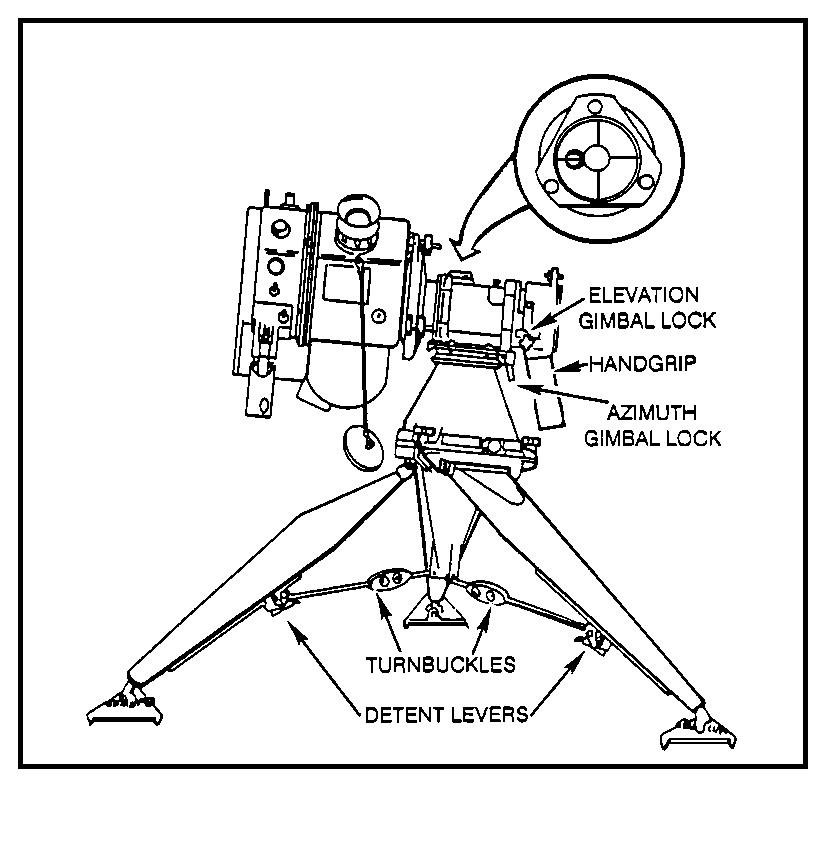 ELEVATION
GIMBAL LOCK
HANDGRIP
AZIMUTH
GIMBAL LOCK
TURNBUCKLES
DETENT LEVERS